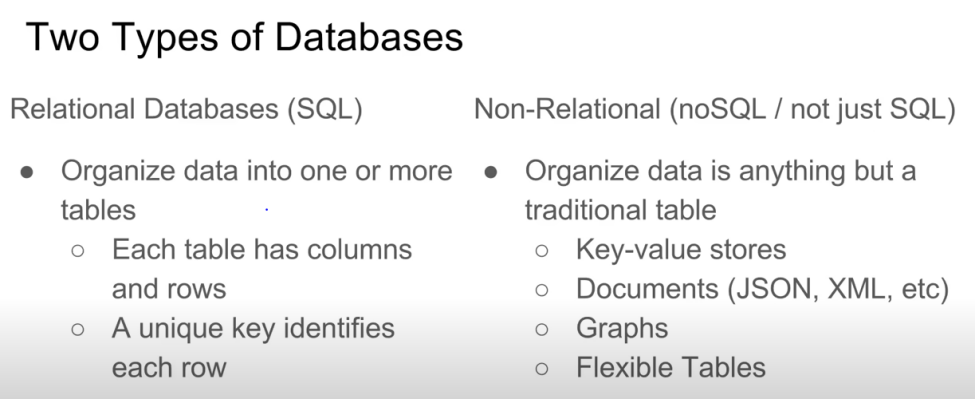 Two Types of Databases
Relational Databases (SQL)
● Organize data into one or more
tables
○ Each table has columns
and rows
○ A unique key identifies
each row
Non-Relational (noSQL / not just SQL)
● Organize data is anything but a
traditional table
○ Key-value stores
○ Documents (JSON, XML, etc)
○ Graphs
○ Flexible Tables